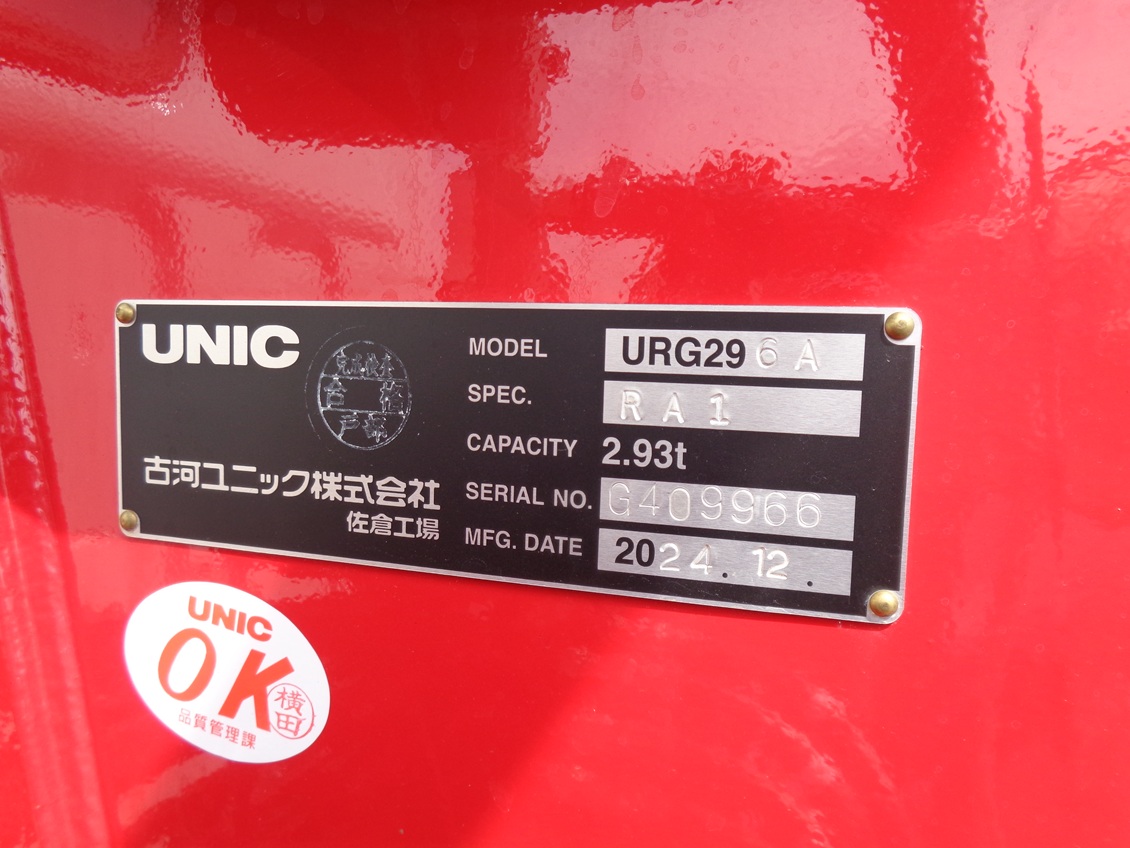 UNIC
古河ユニック株式会社
佐倉工場
MODEL URG296A
SPEC. RA1
CAPACITY 2.93t
SERIAL NO. G409966
MFG. DATE 2024.12.
UNIC
OK
横田
品質管理課